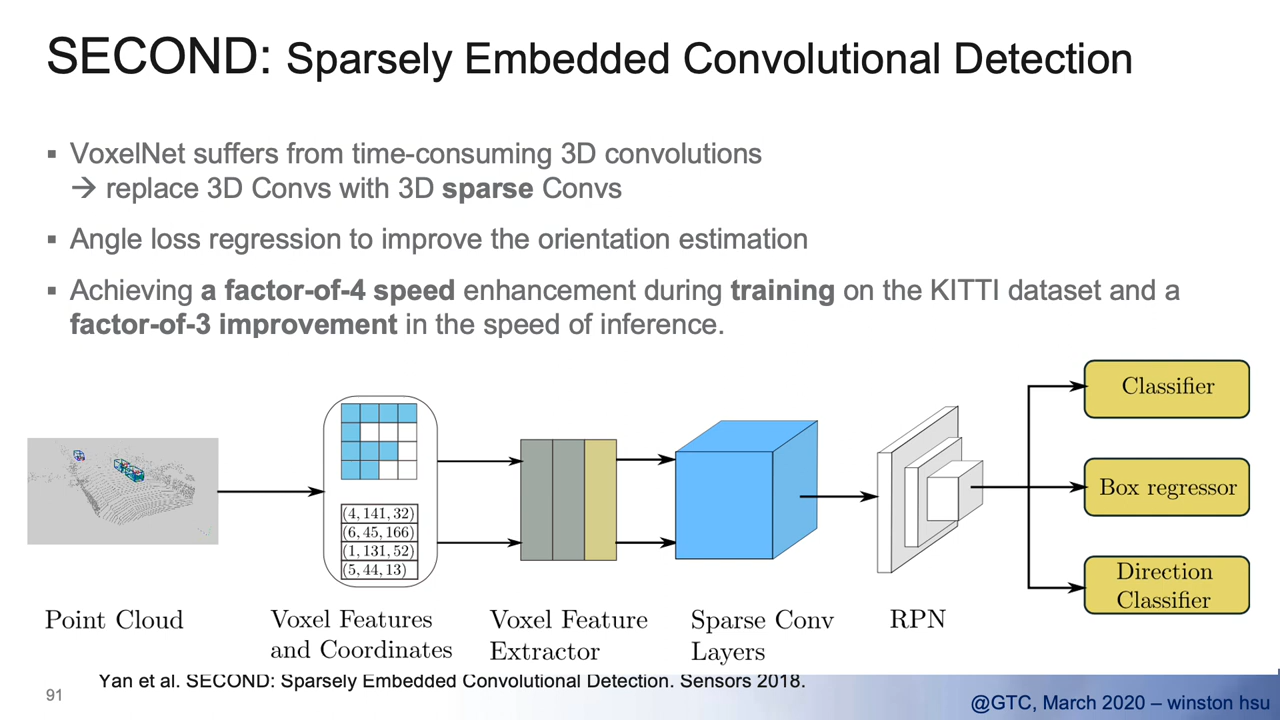 SECOND: Sparsely Embedded Convolutional Detection
▪ VoxelNet suffers from time-consuming 3D convolutions
→ replace 3D Convs with 3D sparse Convs
▪ Angle loss regression to improve the orientation estimation
▪ Achieving a factor-of-4 speed enhancement during training on the KITTI dataset and a
factor-of-3 improvement in the speed of inference.
(4, 141, 32)
(6, 45, 166)
(1, 131, 52)
(5, 44, 13)
Classifier
Box regressor
Direction
Classifier
Point Cloud
Voxel Features
and Coordinates
Voxel Feature
Extractor
Sparse Conv
Layers
RPN
Yan et al. SECOND: Sparsely Embedded Convolutional Detection. Sensors 2018.
91
@GTC, March 2020 – winston hsu